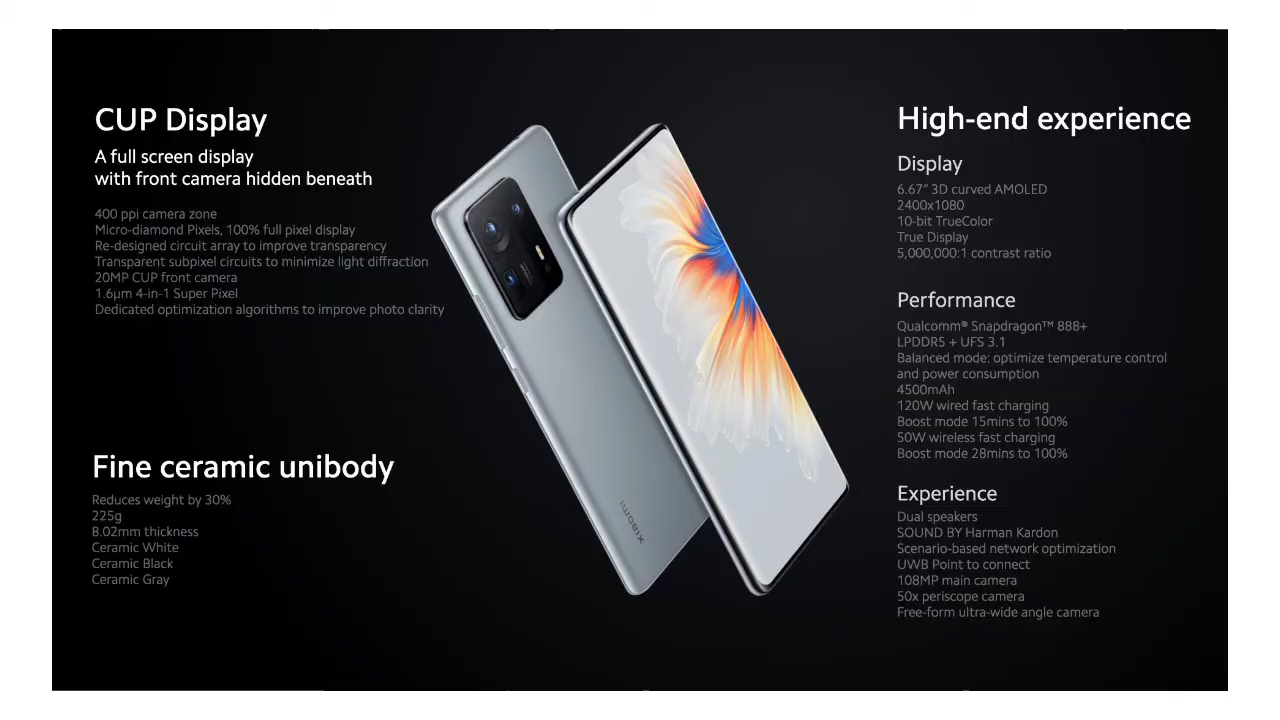 CUP Display
A full screen display
with front camera hidden beneath
400 ppi camera zone
Micro-diamond Pixels, 100% full pixel display
Re-designed circuit array to improve transparency
Transparent subpixel circuits to minimize light diffraction
20MP CUP front camera
1.6μm 4-in-1 Super Pixel
Dedicated optimization algorithms to improve photo clarity
Fine ceramic unibody
Reduces weight by 30%
225g
8.02mm thickness
Ceramic White
Ceramic Black
Ceramic Gray
xiaomi
High-end experience
Display
6.67" 3D curved AMOLED
2400x1080
10-bit TrueColor
True Display
5,000,000:1 contrast ratio
Performance
Qualcomm® Snapdragon™ 888+
LPDDR5 + UFS 3.1
Balanced mode: optimize temperature control
and power consumption
4500mAh
120W wired fast charging
Boost mode 15mins to 100%
50W wireless fast charging
Boost mode 28mins to 100%
Experience
Dual speakers
SOUND BY Harman Kardon
Scenario-based network optimization
UWB Point to connect
108MP main camera
50x periscope camera
Free-form ultra-wide angle camera